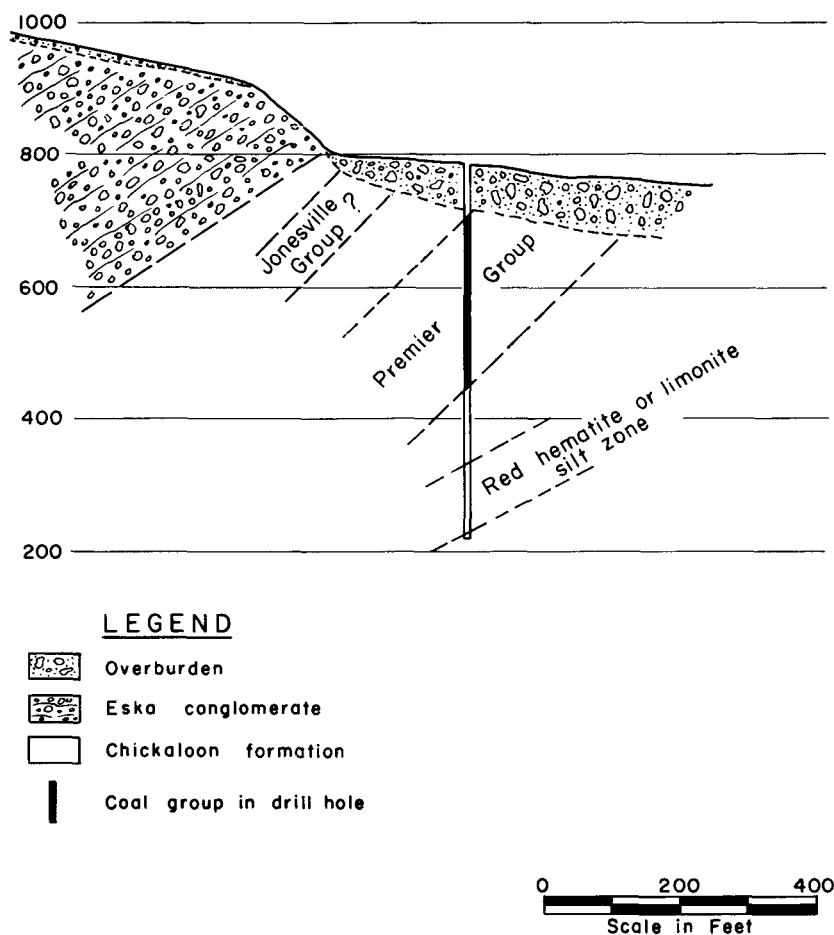 1000
800
600
400
200
Jonesville
Group ?
Premier
Group
Red hematite or limonite
silt zone
LEGEND
Overburden
Eska conglomerate
Chickaloon formation
Coal group in drill hole
0 200 400
Scale in Feet